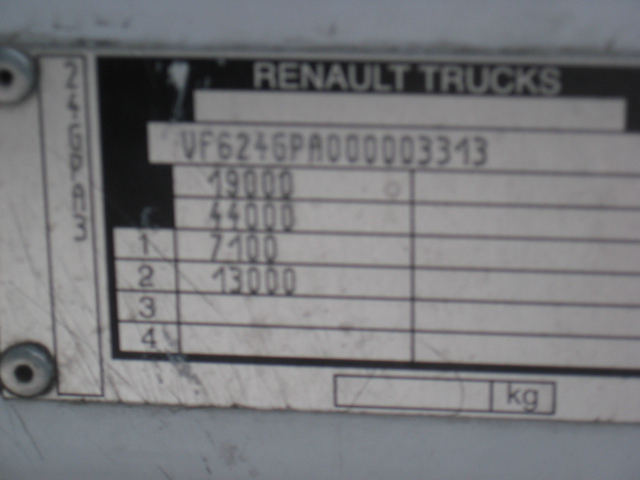 RENAULT TRUCKS
VF624GPA000003313
19000
44000
1 7100
2 13000
3
4
kg
24GPA3